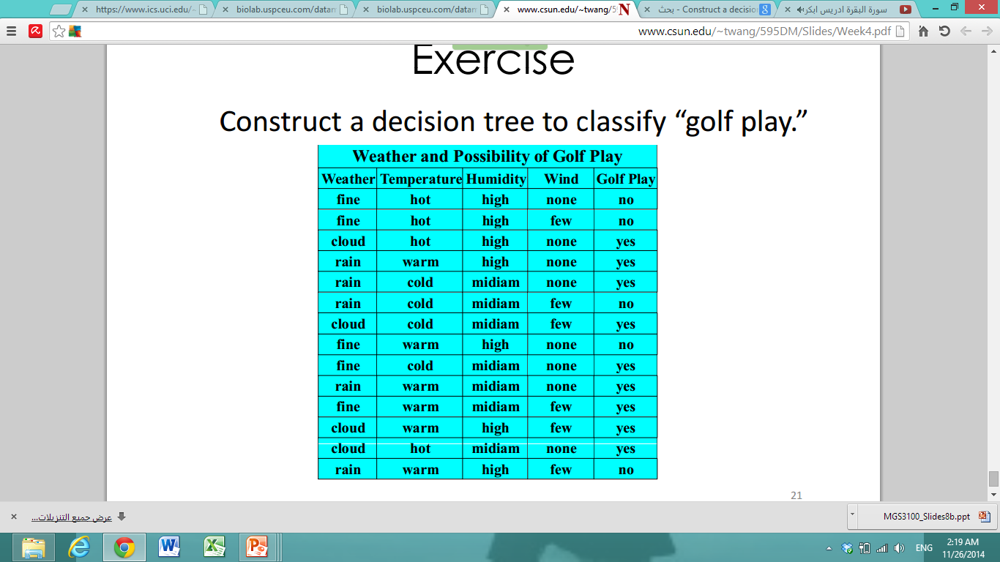 https://www.ics.uci.edu/~
biolab.uspceu.com/datam
biolab.uspceu.com/datam
www.csun.edu/~twang/59
Construct a decision - بحث
سورة البقرة ادريس ابكر
www.csun.edu/~twang/595DM/Slides/Week4.pdf
Exercise
Construct a decision tree to classify “golf play.”
Weather and Possibility of Golf Play
Weather Temperature Humidity Wind Golf Play
fine hot high none no
fine hot high few no
cloud hot high none yes
rain warm high none yes
rain cold midiam none yes
rain cold midiam few no
cloud cold midiam few yes
fine warm high none no
fine cold midiam none yes
rain warm midiam none yes
fine warm midiam few yes
cloud warm high few yes
cloud hot midiam none yes
rain warm high few no
21
عرض جميع التنزيلات...
MGS3100_Slides8b.ppt
ENG
2:19 AM
11/26/2014